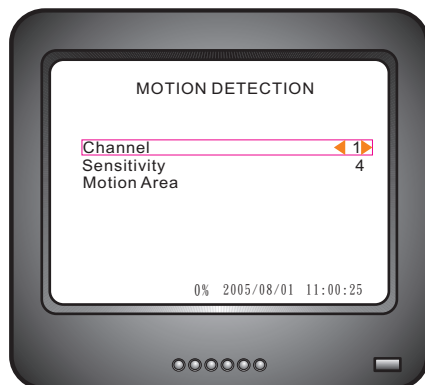 MOTION DETECTION
Channel 1
Sensitivity 4
Motion Area
0% 2005/08/01 11:00:25